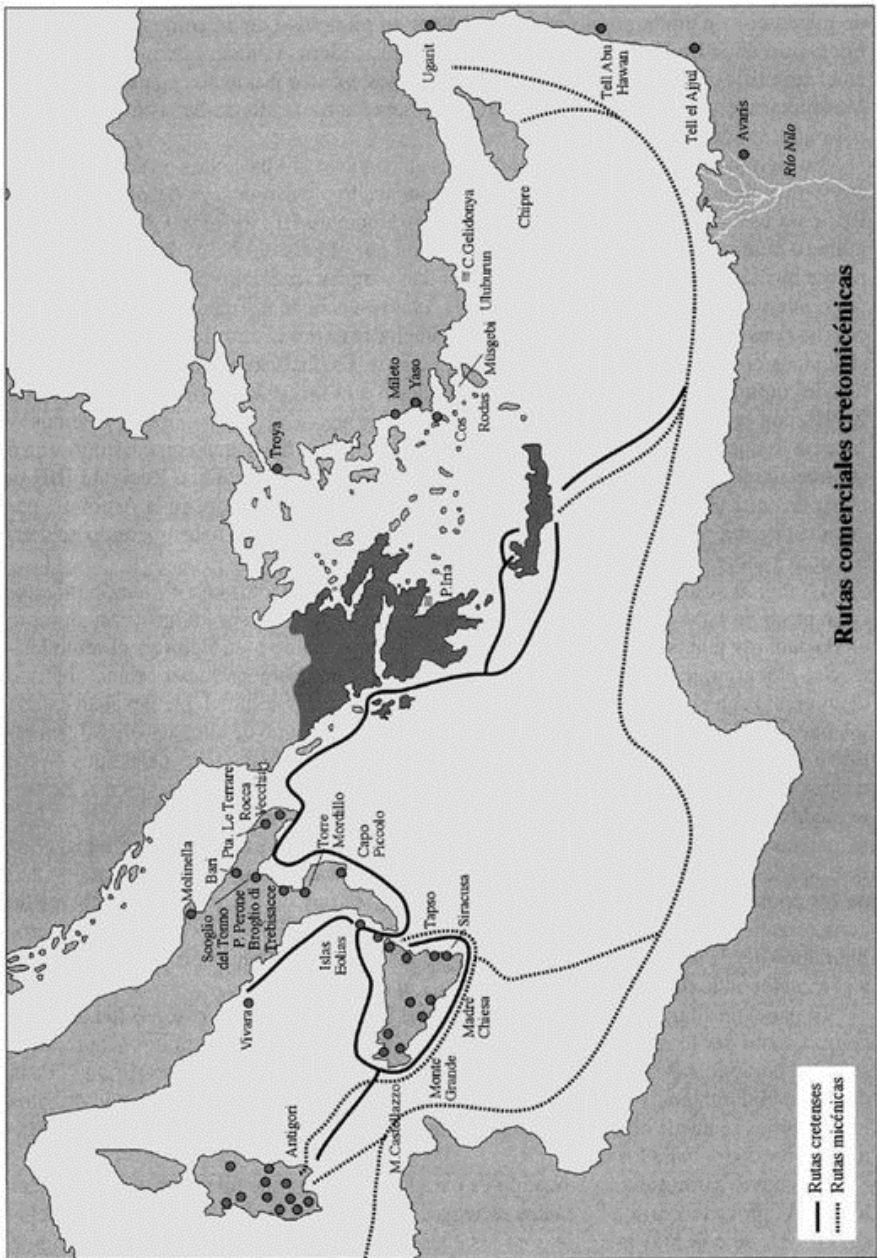 Rutas comerciales cretomicénicas
Molinella
Bari
Pta. Le Terrare
Rocca
Vecchia
Scoglio
del Tonno
P. Perone
Broglio di
Trebisacce
Torre
Mordillo
Capo
Piccolo
Vivara
Islas
Eolias
Tapso
Siracusa
Madre
Chiesa
Monte
Grande
M.Castellazzo
Antigori
Troya
Mileto
Yaso
Cos
Rodas
Müsgebi
P.Iria
C.Gelidonya
Uluburun
Chipre
Ugarit
Tell Abu
Hawan
Tell el Ajjul
Avaris
Río Nilo
Rutas cretenses
Rutas micénicas